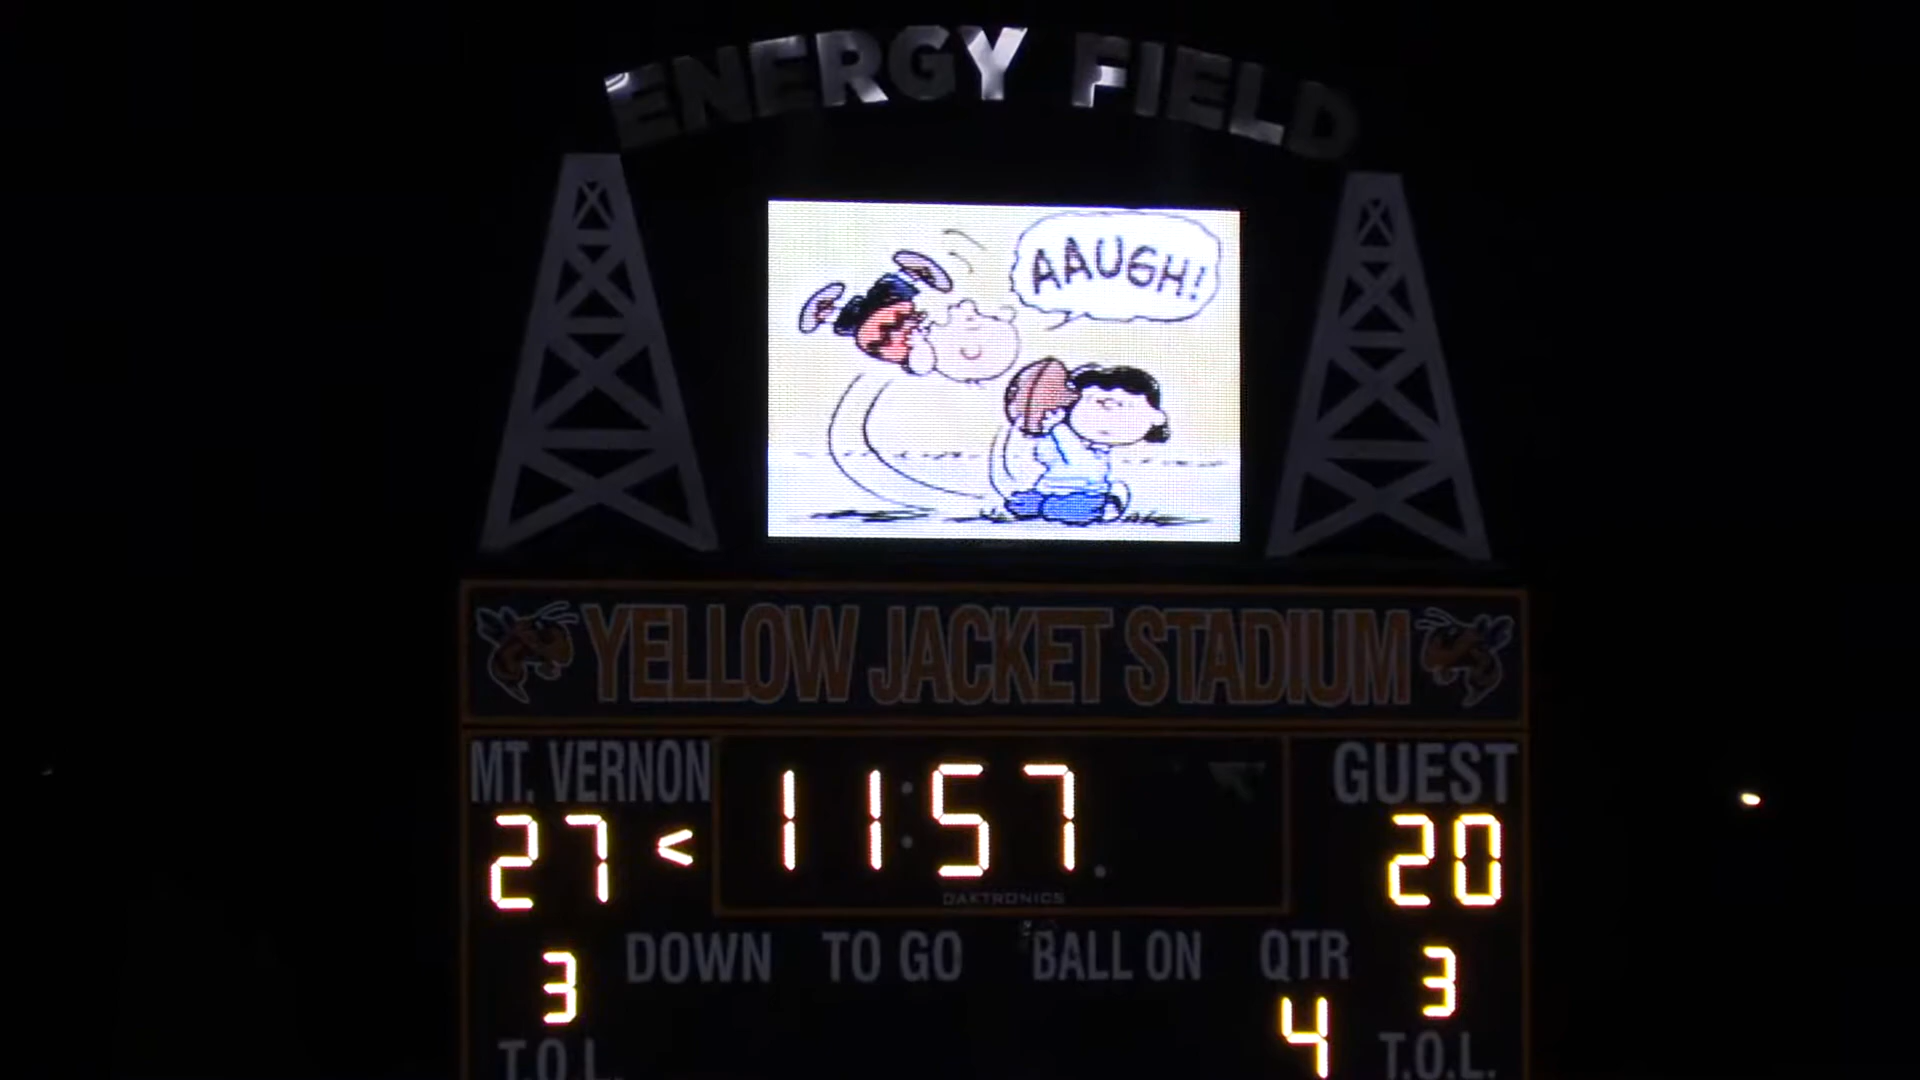 ENERGY FIELD
AAUGH!
YELLOW JACKET STADIUM
MT. VERNON 11:57 GUEST
27 < 20
DAKTRONICS
DOWN TO GO BALL ON QTR
3 4 3
T.O.L. T.O.L.